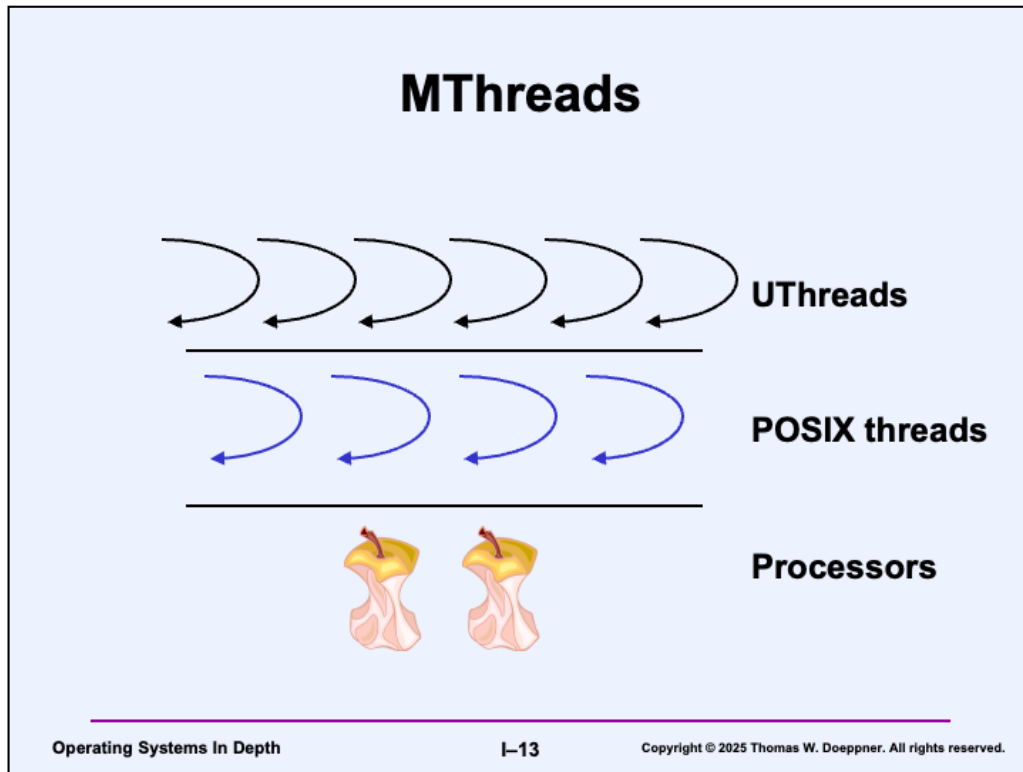 MThreads
UThreads
POSIX threads
Processors
Operating Systems In Depth
I–13
Copyright © 2025 Thomas W. Doeppner. All rights reserved.